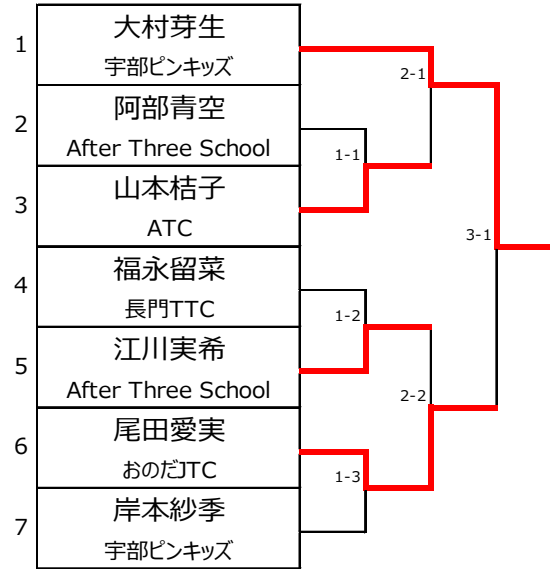 1
大村芽生
宇部ピンキッズ
2
阿部青空
After Three School
3
山本桔子
ATC
4
福永留菜
長門TTC
5
江川実希
After Three School
6
尾田愛実
おのだJTC
7
岸本紗季
宇部ピンキッズ
2-1
1-1
3-1
1-2
2-2
1-3